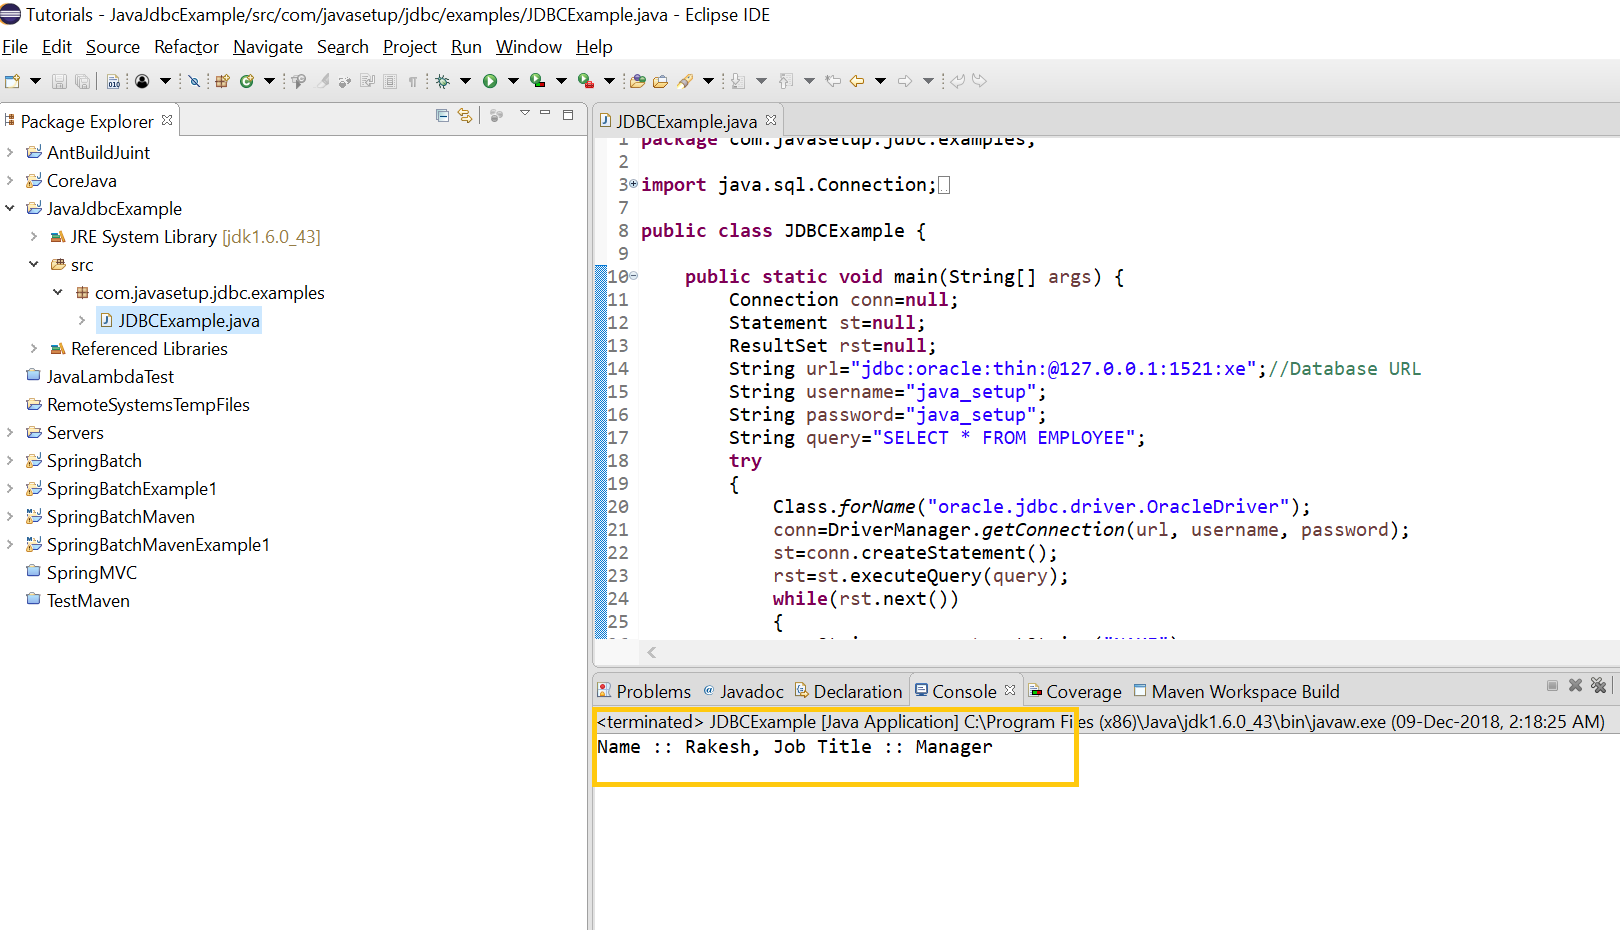 Tutorials - JavaJdbcExample/src/com/javasetup/jdbc/examples/JDBCExample.java - Eclipse IDE
File Edit Source Refactor Navigate Search Project Run Window Help
Package Explorer
AntBuildJuint
CoreJava
JavaJdbcExample
JRE System Library [jdk1.6.0_43]
src
com.javasetup.jdbc.examples
JDBCExample.java
Referenced Libraries
JavaLambdaTest
RemoteSystemsTempFiles
Servers
SpringBatch
SpringBatchExample1
SpringBatchMaven
SpringBatchMavenExample1
SpringMVC
TestMaven
JDBCExample.java
1 package com.javasetup.jdbc.examples;
2
3 import java.sql.Connection;
7
8 public class JDBCExample {
9
10 public static void main(String[] args) {
11 Connection conn=null;
12 Statement st=null;
13 ResultSet rst=null;
14 String url="jdbc:oracle:thin:@127.0.0.1:1521:xe";//Database URL
15 String username="java_setup";
16 String password="java_setup";
17 String query="SELECT * FROM EMPLOYEE";
18 try
19 {
20 Class.forName("oracle.jdbc.driver.OracleDriver");
21 conn=DriverManager.getConnection(url, username, password);
22 st=conn.createStatement();
23 rst=st.executeQuery(query);
24 while(rst.next())
25 {
Problems @ Javadoc Declaration Console Coverage Maven Workspace Build
<terminated> JDBCExample [Java Application] C:\Program Files (x86)\Java\jdk1.6.0_43\bin\javaw.exe (09-Dec-2018, 2:18:25 AM)
Name :: Rakesh, Job Title :: Manager